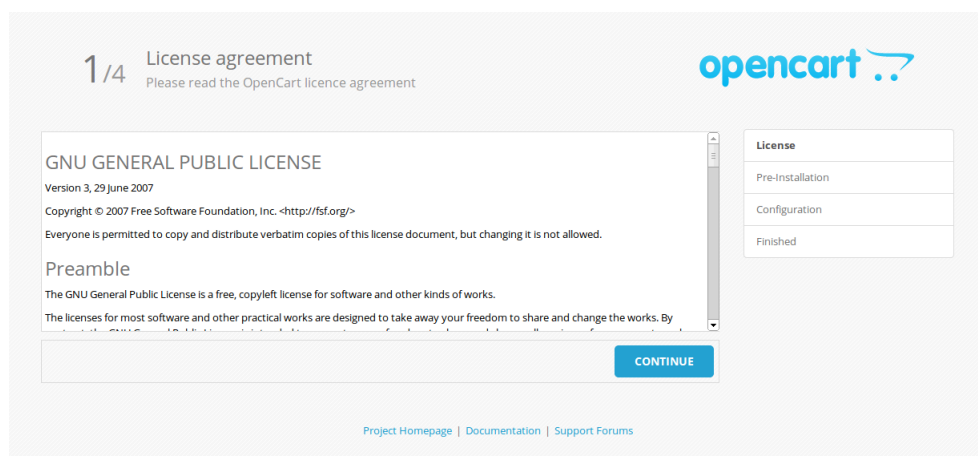 1/4
License agreement
Please read the OpenCart licence agreement
opencart
GNU GENERAL PUBLIC LICENSE
Version 3, 29 June 2007
Copyright © 2007 Free Software Foundation, Inc. <http://fsf.org/>
Everyone is permitted to copy and distribute verbatim copies of this license document, but changing it is not allowed.
Preamble
The GNU General Public License is a free, copyleft license for software and other kinds of works.
The licenses for most software and other practical works are designed to take away your freedom to share and change the works. By
CONTINUE
License
Pre-Installation
Configuration
Finished
Project Homepage | Documentation | Support Forums